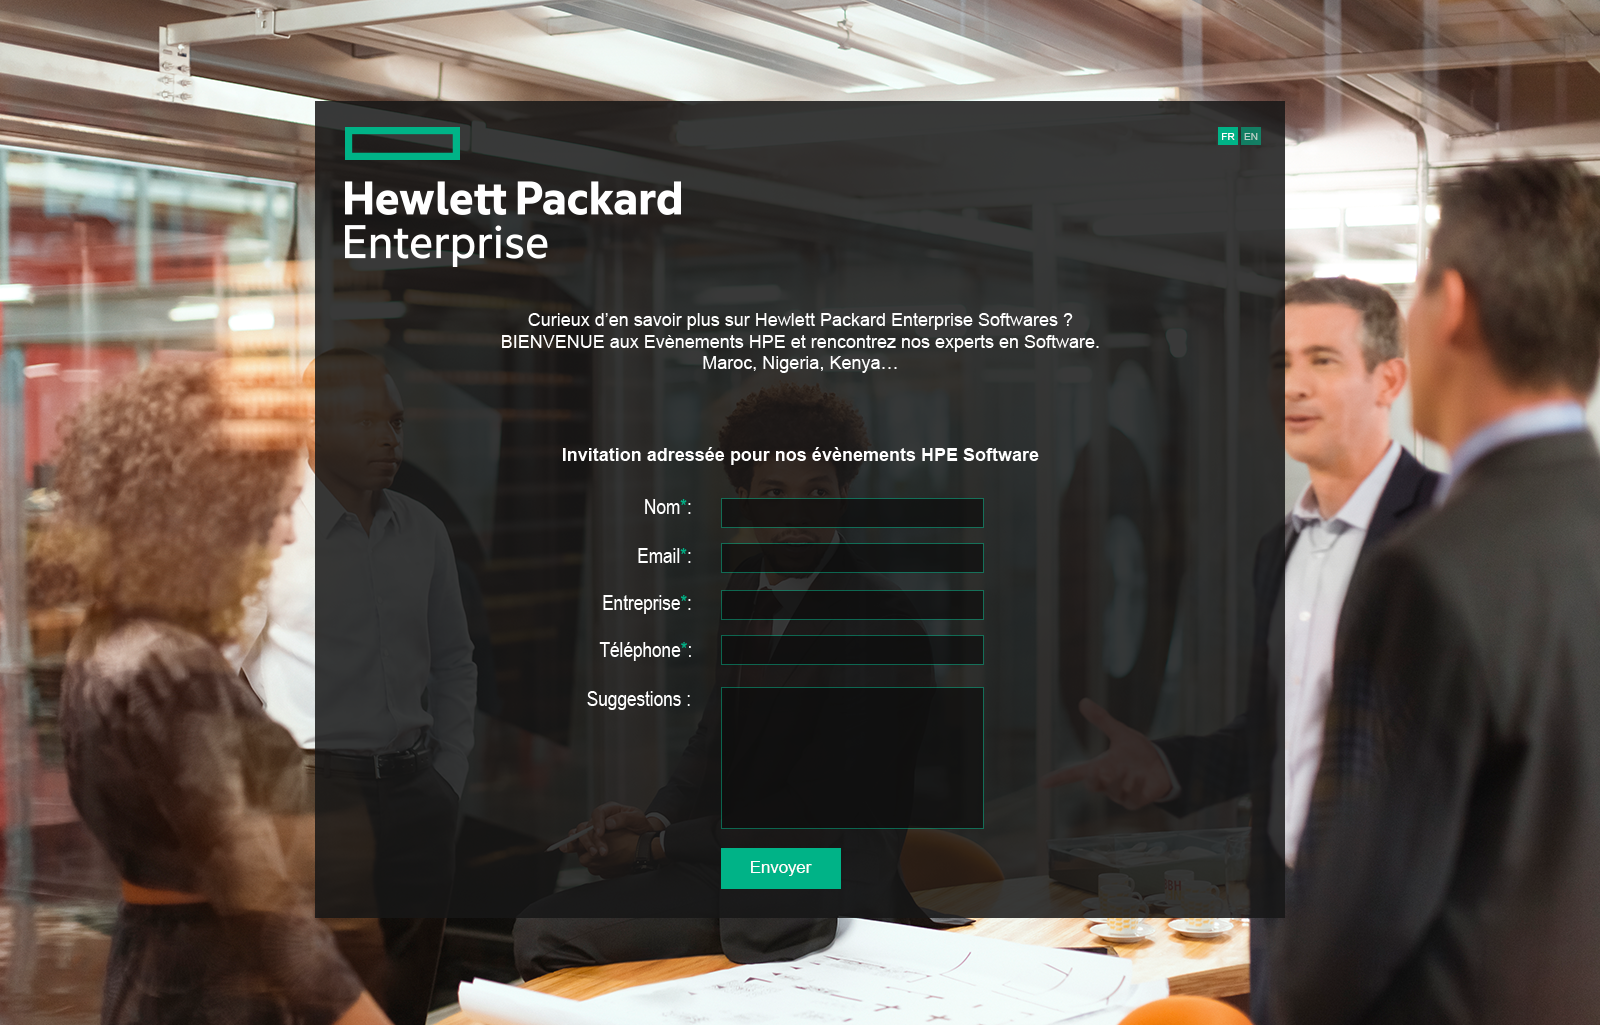 FR EN
Hewlett Packard
Enterprise
Curieux d’en savoir plus sur Hewlett Packard Enterprise Softwares ?
BIENVENUE aux Evènements HPE et rencontrez nos experts en Software.
Maroc, Nigeria, Kenya…
Invitation adressée pour nos évènements HPE Software
Nom*:
Email*:
Entreprise*:
Téléphone*:
Suggestions :
Envoyer